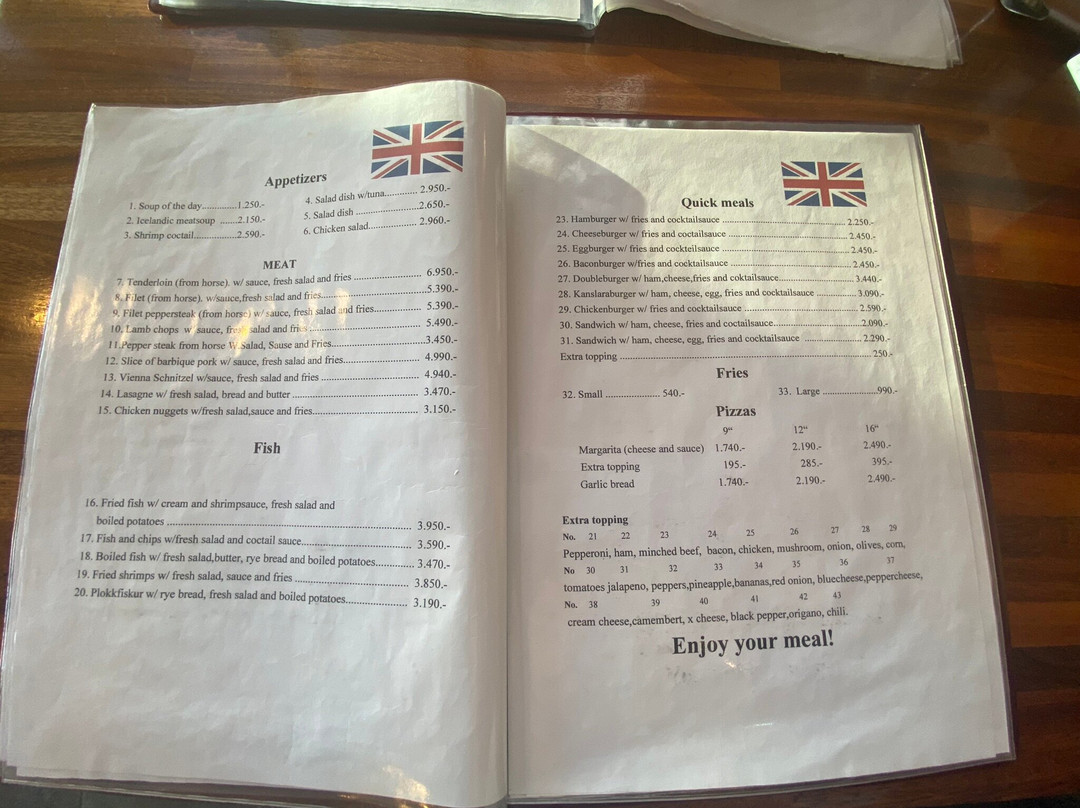 Appetizers
1. Soup of the day..............1.250.-
2. Icelandic meatsoup .......2.150.-
3. Shrimp coctail.................2.590.-
4. Salad dish w/tuna............. 2.950.-
5. Salad dish .........................2.650.-
6. Chicken salad................... 2.960.-
MEAT
7. Tenderloin (from horse). w/ sauce, fresh salad and fries ....................... 6.950.-
8. Filet (from horse). w/sauce,fresh salad and fries....................................5.390.-
9. Filet peppersteak (from horse) w/ sauce, fresh salad and fries.................. 5.390.-
10. Lamb chops w/ sauce, fresh salad and fries ....................................... 5.490.-
11.Pepper steak from horse W.Salad, Sause and Fries................................3.450.-
12. Slice of barbique pork w/ sauce, fresh salad and fries.......................... 4.990.-
13. Vienna Schnitzel w/sauce, fresh salad and fries .................................. 4.940.-
14. Lasagne w/ fresh salad, bread and butter ............................................ 3.470.-
15. Chicken nuggets w/fresh salad,sauce and fries.................................... 3.150.-
Fish
16. Fried fish w/ cream and shrimpsauce, fresh salad and
boiled potatoes ........................................................................ 3.950.-
17. Fish and chips w/fresh salad and coctail sauce................................ 3.590.-
18. Boiled fish w/ fresh salad,butter, rye bread and boiled potatoes........... 3.470.-
19. Fried shrimps w/ fresh salad, sauce and fries .................................. 3.850.-
20. Plokkfiskur w/ rye bread, fresh salad and boiled potatoes.................. 3.190.-
Quick meals
23. Hamburger w/ fries and cocktailsauce ............................................. 2.250.-
24. Cheeseburger w/ fries and coctailsauce ............................................ 2.450.-
25. Eggburger w/ fries and cockteilsauce ...............................................2.450.-
26. Baconburger w/fries and cocktailsauce .............................................2.450.-
27. Doubleburger w/ ham,cheese,fries and coktailsauce............................ 3.440.-
28. Kanslaraburger w/ ham, cheese, egg, fries and cocktailsauce ................ 3.090.-
29. Chickenburger w/ fries and cocktailsauce .......................................... 2.590.-
30. Sandwich w/ ham, cheese, fries and coctailsauce................................2.090.-
31. Sandwich w/ ham, cheese, egg, fries and cocktailsauce ........................ 2.290.-
Extra topping ......................................................................................250.-
Fries
32. Small .................... 540.- 33. Large ....................990.-
Pizzas
9“ 12“ 16“
Margarita (cheese and sauce) 1.740.- 2.190.- 2.490.-
Extra topping 195.- 285.- 395.-
Garlic bread 1.740.- 2.190.- 2.490.-
Extra topping
No. 21 22 23 24 25 26 27 28 29
Pepperoni, ham, minched beef, bacon, chicken, mushroom, onion, olives, corn,
No 30 31 32 33 34 35 36 37
tomatoes jalapeno, peppers,pineapple,bananas,red onion, bluecheese,peppercheese,
No. 38 39 40 41 42 43
cream cheese,camembert, x cheese, black pepper,origano, chili.
Enjoy your meal!